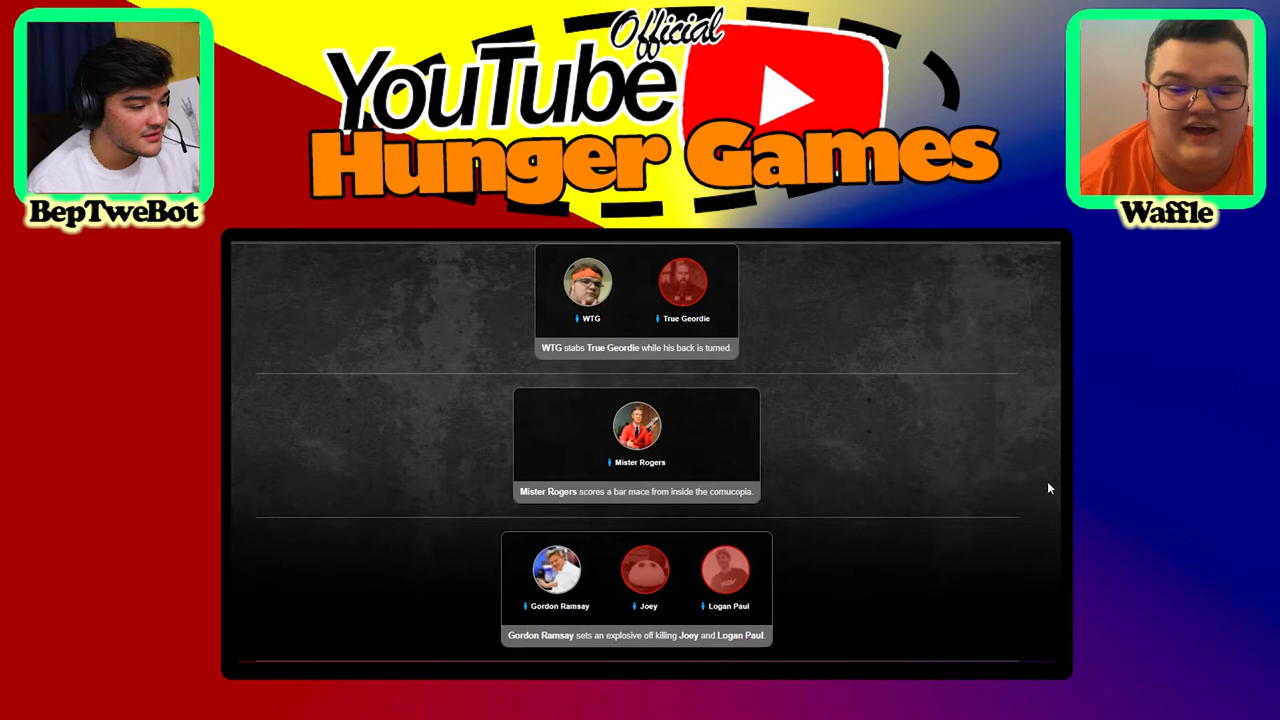 Official
YouTube
Hunger Games
BepTweBot
Waffle
WTG
True Geordie
WTG stabs True Geordie while his back is turned.
Mister Rogers
Mister Rogers scores a bar mace from inside the cornucopia.
Gordon Ramsay
Joey
Logan Paul
Gordon Ramsay sets an explosive off killing Joey and Logan Paul.